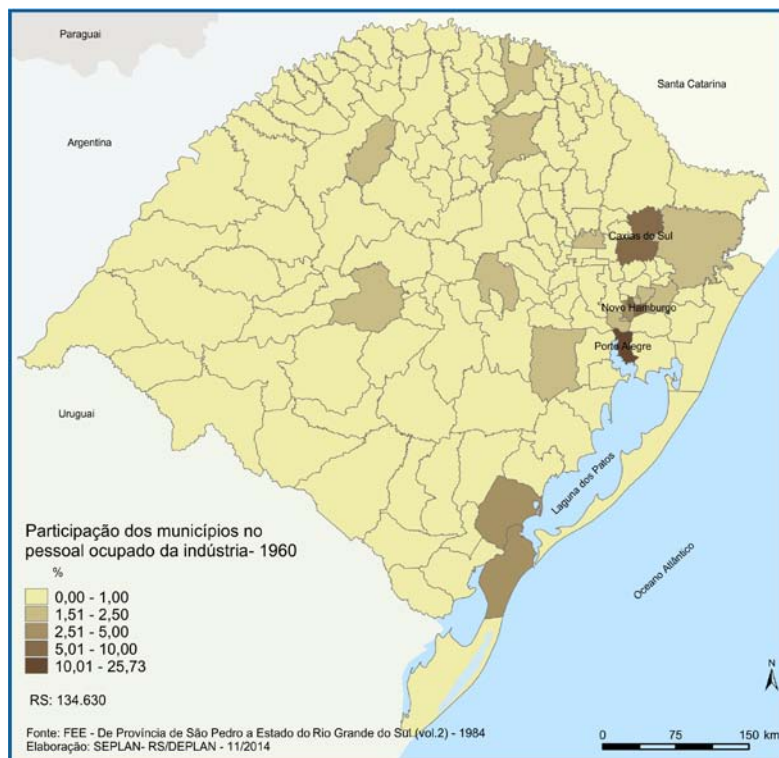 Paraguai
Santa Catarina
Argentina
Caxias do Sul
Novo Hamburgo
Porto Alegre
Uruguai
Laguna dos Patos
Oceano Atlântico
Participação dos municípios no
pessoal ocupado da indústria- 1960
%
0,00 - 1,00
1,51 - 2,50
2,51 - 5,00
5,01 - 10,00
10,01 - 25,73
RS: 134.630
N
Fonte: FEE - De Província de São Pedro a Estado do Rio Grande do Sul (vol.2) - 1984
Elaboração: SEPLAN- RS/DEPLAN - 11/2014
0 75 150 km